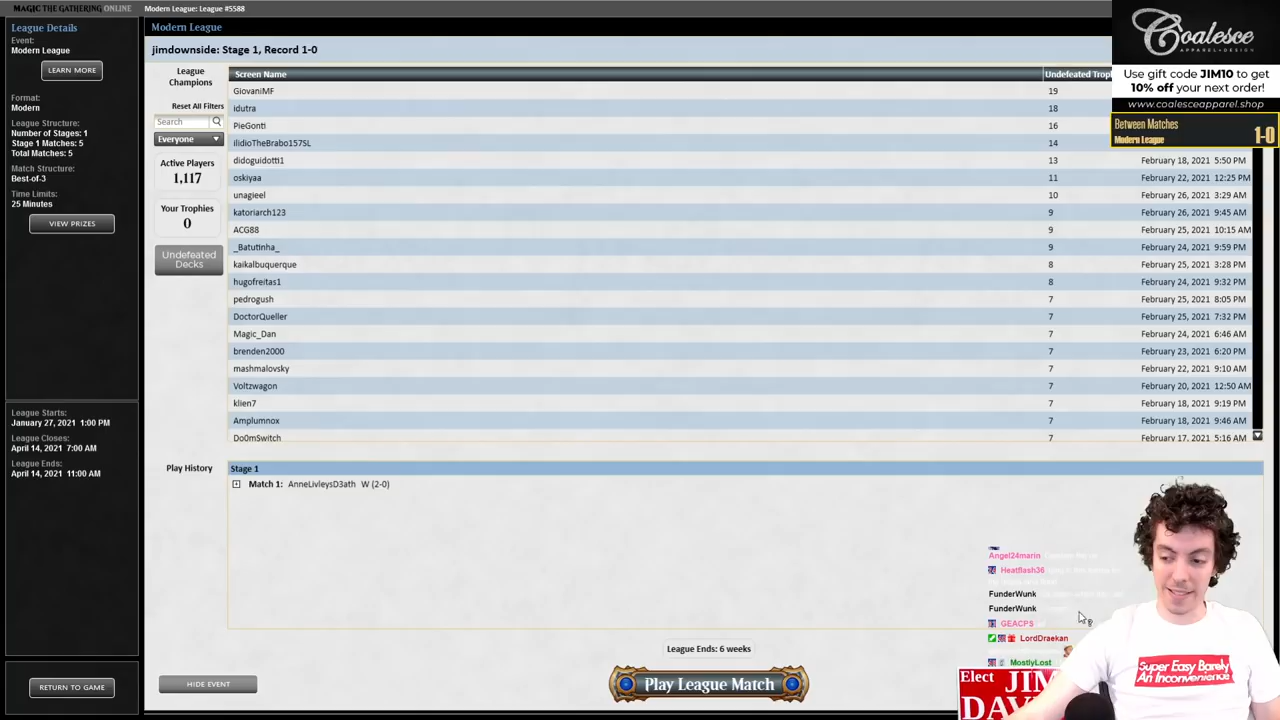 MAGIC THE GATHERING ONLINE
Modern League: League #5588
League Details
Event:
Modern League
LEARN MORE
Format:
Modern
League Structure:
Number of Stages: 1
Stage 1 Matches: 5
Total Matches: 5
Match Structure:
Best-of-3
Time Limits:
25 Minutes
VIEW PRIZES
League Starts:
January 27, 2021 1:00 PM
League Closes:
April 14, 2021 7:00 AM
League Ends:
April 14, 2021 11:00 AM
RETURN TO GAME
Modern League
jimdownside: Stage 1, Record 1-0
League
Champions
Reset All Filters
Search
Everyone
Active Players
1,117
Your Trophies
0
Undefeated
Decks
Screen Name Undefeated Troph
GiovaniMF 19
idutra 18
PieGonti 16
ilidioTheBrabo157SL 14
didoguidotti1 13 February 18, 2021 5:50 PM
oskiyaa 11 February 22, 2021 12:25 PM
unagieel 10 February 26, 2021 3:29 AM
katoriarch123 9 February 26, 2021 9:45 AM
ACG88 9 February 25, 2021 10:15 AM
_Batutinha_ 9 February 24, 2021 9:59 PM
kaikalbuquerque 8 February 25, 2021 3:28 PM
hugofreitas1 8 February 24, 2021 9:32 PM
pedrogush 7 February 25, 2021 8:05 PM
DoctorQueller 7 February 25, 2021 7:32 PM
Magic_Dan 7 February 24, 2021 6:46 AM
brenden2000 7 February 23, 2021 6:20 PM
mashmalovsky 7 February 22, 2021 9:10 AM
Voltzwagon 7 February 20, 2021 12:50 AM
klien7 7 February 18, 2021 9:19 PM
Amplumnox 7 February 18, 2021 9:46 AM
Do0mSwitch 7 February 17, 2021 5:16 AM
Play History
Stage 1
Match 1: AnneLivleysD3ath W (2-0)
League Ends: 6 weeks
HIDE EVENT
Play League Match
Coalesce
APPAREL + DESIGN
Use gift code JIM10 to get
10% off your next order!
www.coalesceapparel.shop
Between Matches
Modern League
1-0
Angel24marin
Heatflash36
FunderWunk
FunderWunk
GEACPS
LordDraekan
MostlyLost
Elect
JIM
DAV
Super Easy Barely
An Inconvenience